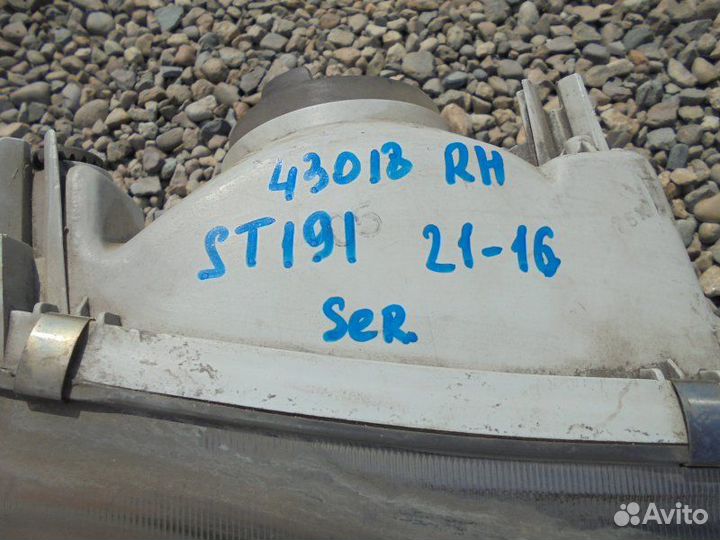 43018 RH
ST191 21-16
SER.
Avito